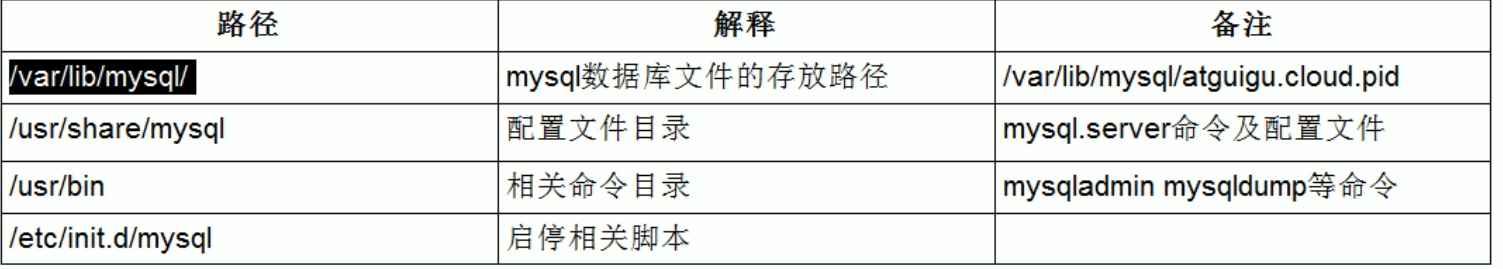 路径 解释 备注
/var/lib/mysql/ mysql数据库文件的存放路径 /var/lib/mysql/atguigu.cloud.pid
/usr/share/mysql 配置文件目录 mysql.server命令及配置文件
/usr/bin 相关命令目录 mysqladmin mysqldump等命令
/etc/init.d/mysql 启停相关脚本